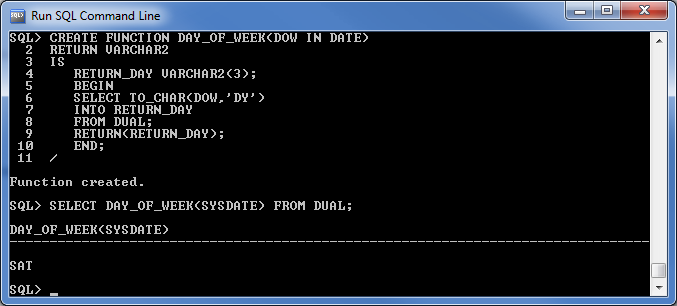 Run SQL Command Line
SQL> CREATE FUNCTION DAY_OF_WEEK(DOW IN DATE)
  2  RETURN VARCHAR2
  3  IS
  4     RETURN_DAY VARCHAR2(3);
  5     BEGIN
  6     SELECT TO_CHAR(DOW,'DY')
  7     INTO RETURN_DAY
  8     FROM DUAL;
  9     RETURN(RETURN_DAY);
 10     END;
 11  /
Function created.
SQL> SELECT DAY_OF_WEEK(SYSDATE) FROM DUAL;
DAY_OF_WEEK(SYSDATE)
--------------------------------------------------------------------------------
SAT
SQL> _